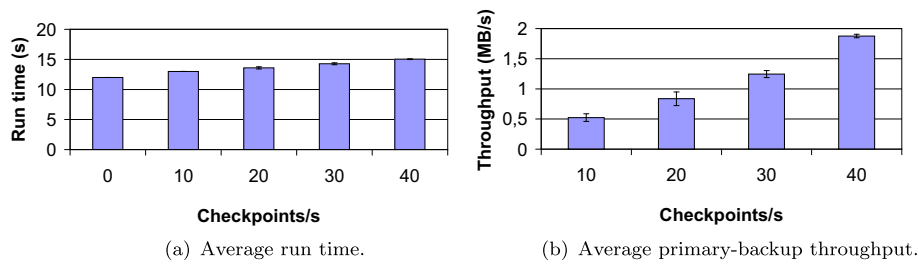 Run time (s)
20
15
10
5
0
0 10 20 30 40
Checkpoints/s
(a) Average run time.
Throughput (MB/s)
2
1,5
1
0,5
0
10 20 30 40
Checkpoints/s
(b) Average primary-backup throughput.